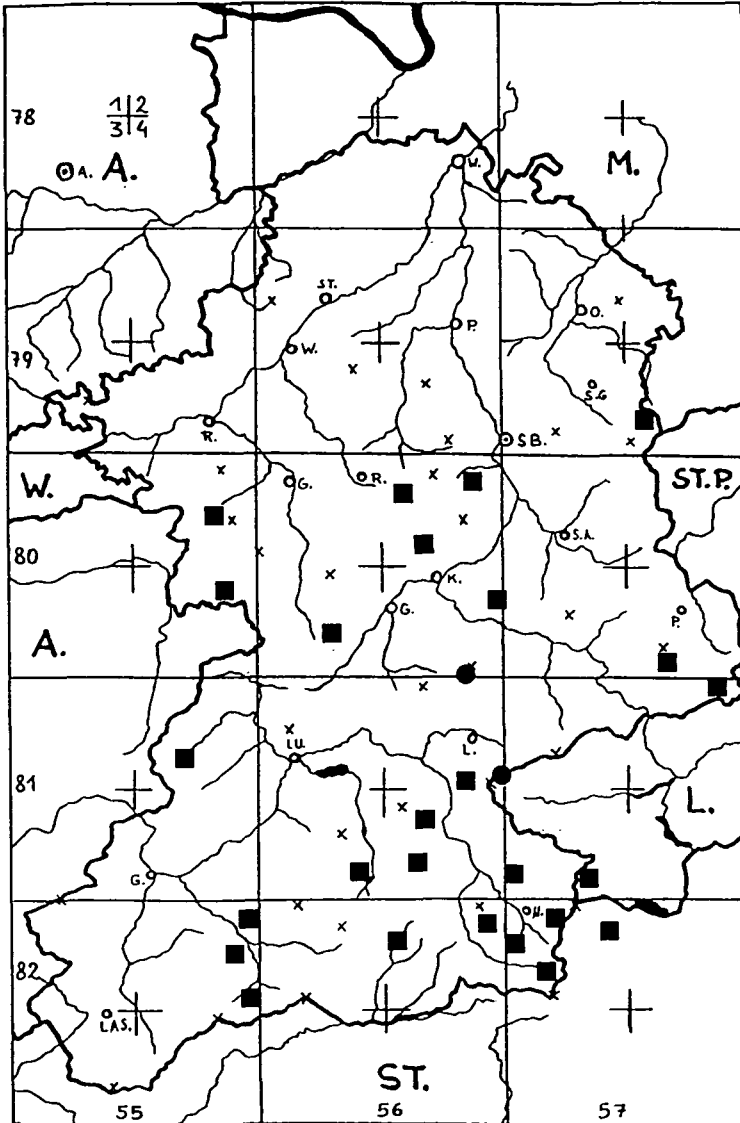 78
1 2
3 4
A.
A.
W.
M.
ST.
O.
W.
P.
79
S.G
R.
S.B.
W.
G.
R.
ST.P.
80
S.A.
K.
G.
P.
A.
LU.
L.
81
L.
G.
H.
82
LAS.
ST.
55
56
57